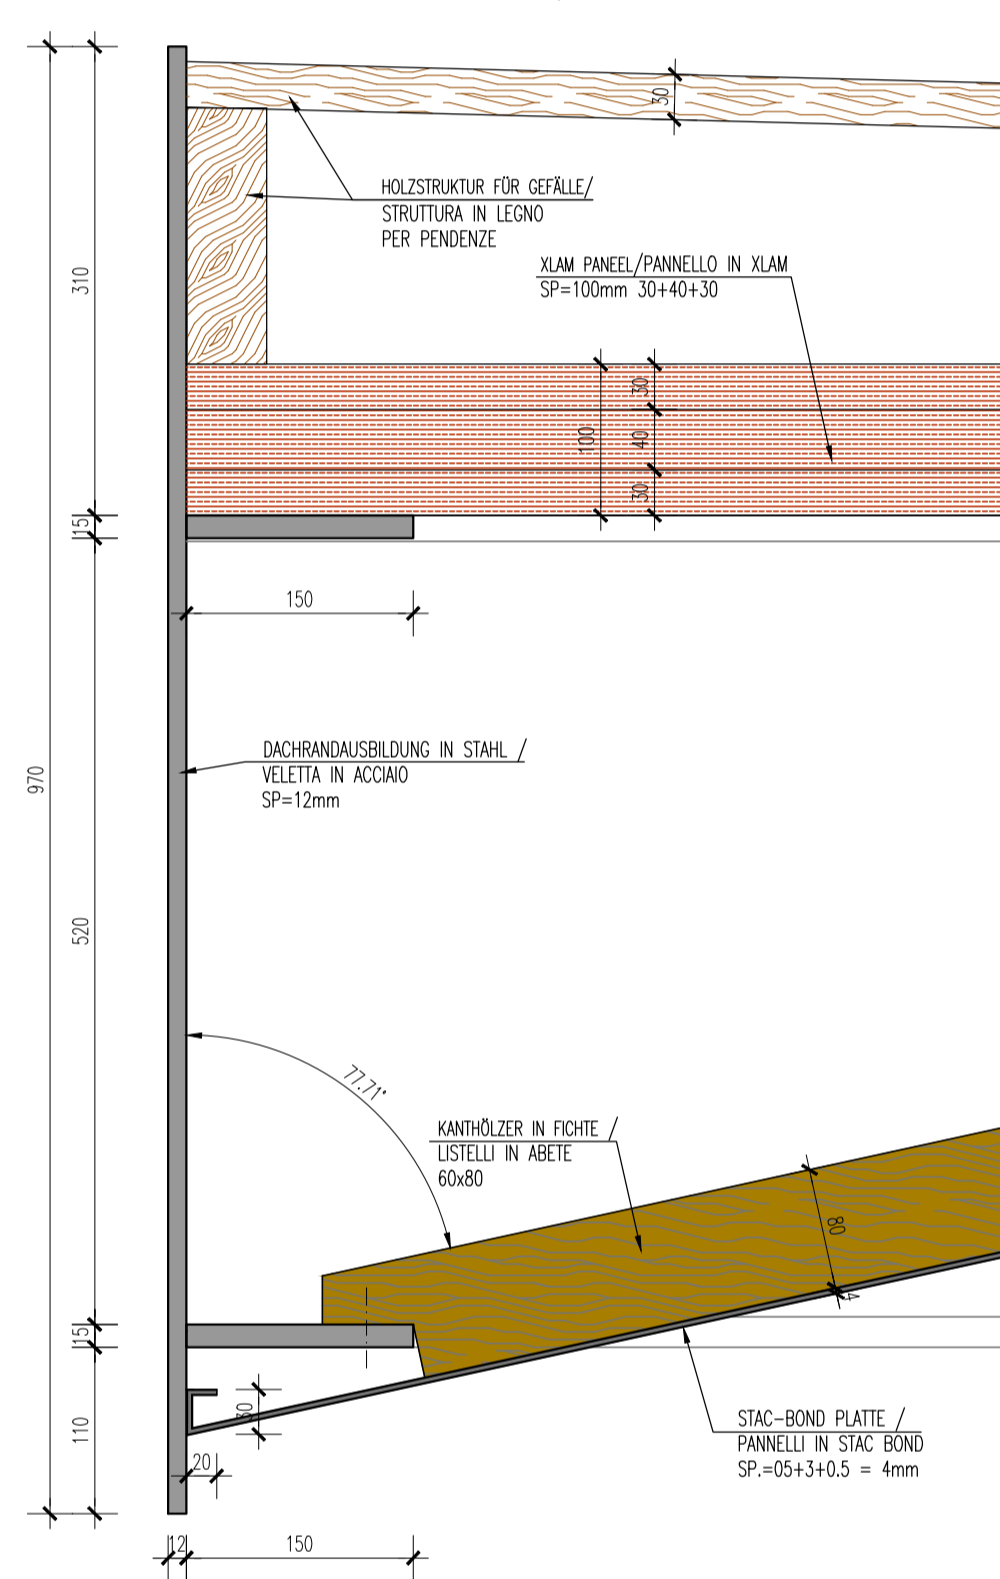 30
HOLZSTRUKTUR FÜR GEFÄLLE/
STRUTTURA IN LEGNO
PER PENDENZE
310
XLAM PANEEL/PANNELLO IN XLAM
SP=100mm 30+40+30
30
100
40
30
15
150
DACHRANDAUSBILDUNG IN STAHL /
VELETTA IN ACCIAIO
SP=12mm
970
520
77.71°
KANTHÖLZER IN FICHTE /
LISTELLI IN ABETE
60x80
80
4
15
30
110
20
STAC-BOND PLATTE /
PANNELLI IN STAC BOND
SP.=05+3+0.5 = 4mm
12
150